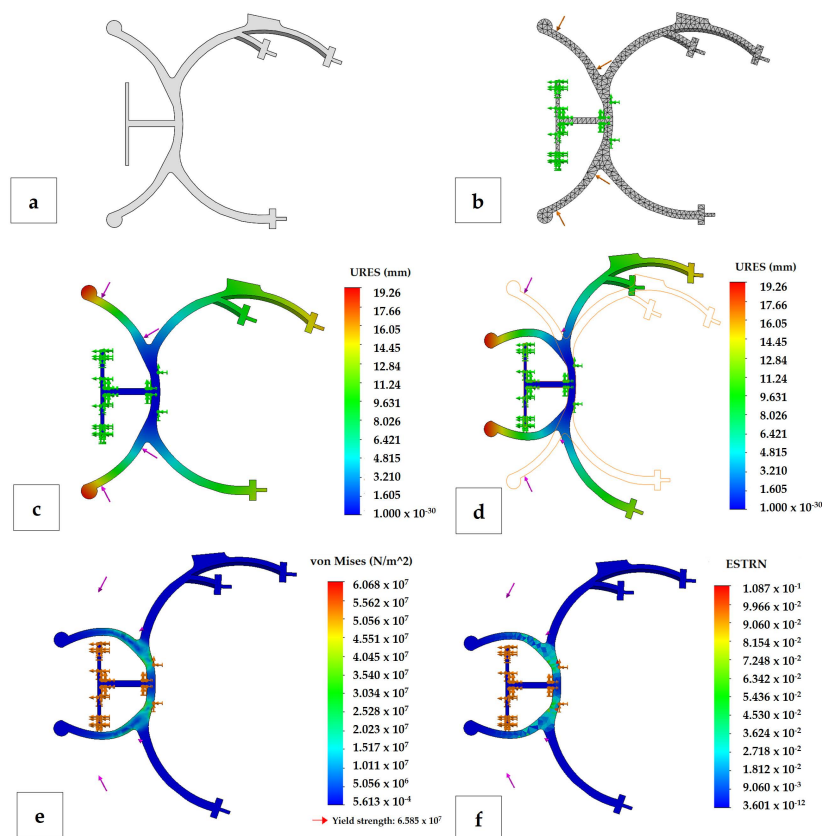 a
b
URES (mm)
19.26
17.66
16.05
14.45
12.84
11.24
9.631
8.026
6.421
4.815
3.210
1.605
1.000 x 10-30
c
URES (mm)
19.26
17.66
16.05
14.45
12.84
11.24
9.631
8.026
6.421
4.815
3.210
1.605
1.000 x 10-30
d
von Mises (N/m^2)
6.068 x 10⁷
5.562 x 10⁷
5.056 x 10⁷
4.551 x 10⁷
4.045 x 10⁷
3.540 x 10⁷
3.034 x 10⁷
2.528 x 10⁷
2.023 x 10⁷
1.517 x 10⁷
1.011 x 10⁷
5.056 x 10⁶
5.613 x 10⁻⁴
Yield strength: 6.585 x 10⁷
e
ESTRN
1.087 x 10⁻¹
9.966 x 10⁻²
9.060 x 10⁻²
8.154 x 10⁻²
7.248 x 10⁻²
6.342 x 10⁻²
5.436 x 10⁻²
4.530 x 10⁻²
3.624 x 10⁻²
2.718 x 10⁻²
1.812 x 10⁻²
9.060 x 10⁻³
3.601 x 10⁻¹²
f